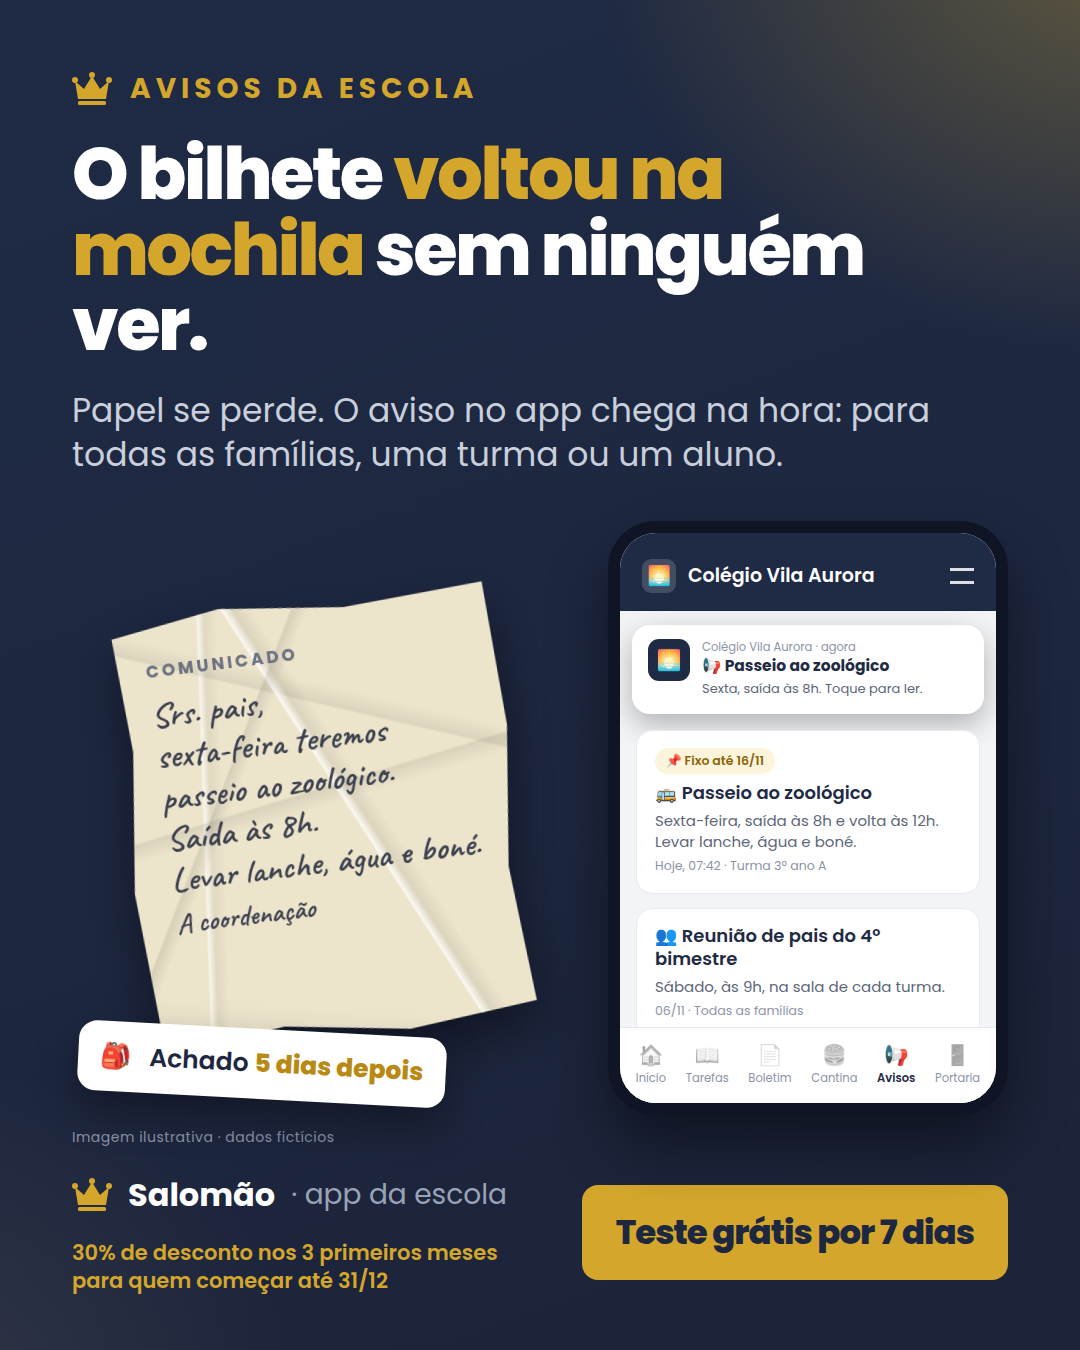 AVISOS DA ESCOLA
O bilhete voltou na
mochila sem ninguém
ver.
Papel se perde. O aviso no app chega na hora: para
todas as famílias, uma turma ou um aluno.
COMUNICADO
Srs. pais,
sexta-feira teremos
passeio ao zoológico.
Saída às 8h.
Levar lanche, água e boné.
A coordenação
Achado 5 dias depois
Colégio Vila Aurora
Colégio Vila Aurora · agora
Passeio ao zoológico
Sexta, saída às 8h. Toque para ler.
Fixo até 16/11
Passeio ao zoológico
Sexta-feira, saída às 8h e volta às 12h.
Levar lanche, água e boné.
Hoje, 07:42 · Turma 3º ano A
Reunião de pais do 4º
bimestre
Sábado, às 9h, na sala de cada turma.
06/11 · Todas as famílias
Início Tarefas Boletim Cantina Avisos Portaria
Imagem ilustrativa · dados fictícios
Salomão · app da escola
30% de desconto nos 3 primeiros meses
para quem começar até 31/12
Teste grátis por 7 dias